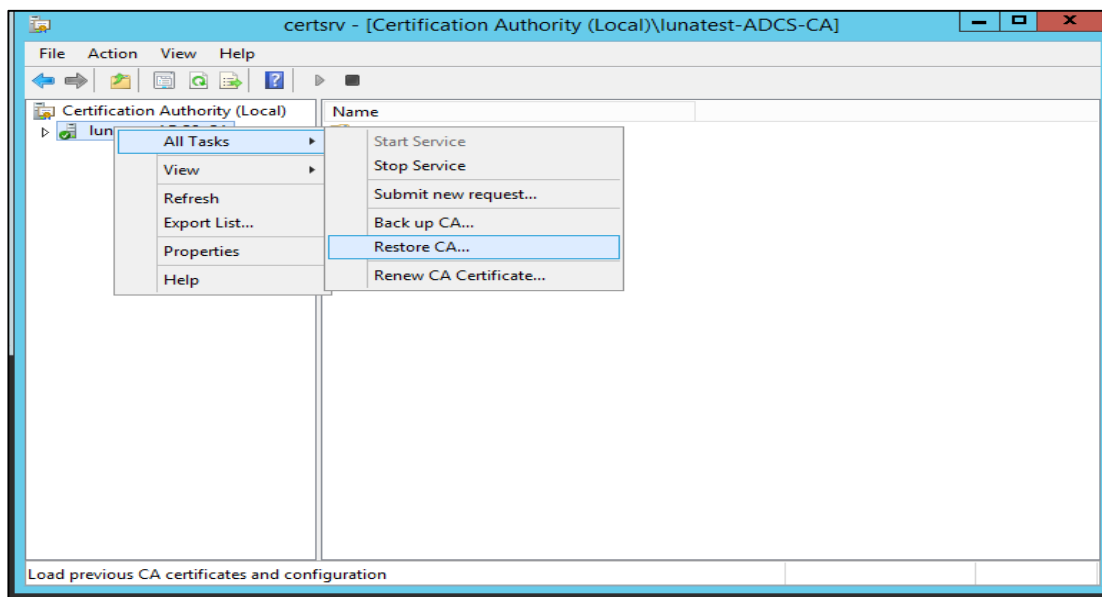 certsrv - [Certification Authority (Local)\lunatest-ADCS-CA]
File Action View Help
Certification Authority (Local)
Name
All Tasks
View
Refresh
Export List...
Properties
Help
Start Service
Stop Service
Submit new request...
Back up CA...
Restore CA...
Renew CA Certificate...
Load previous CA certificates and configuration